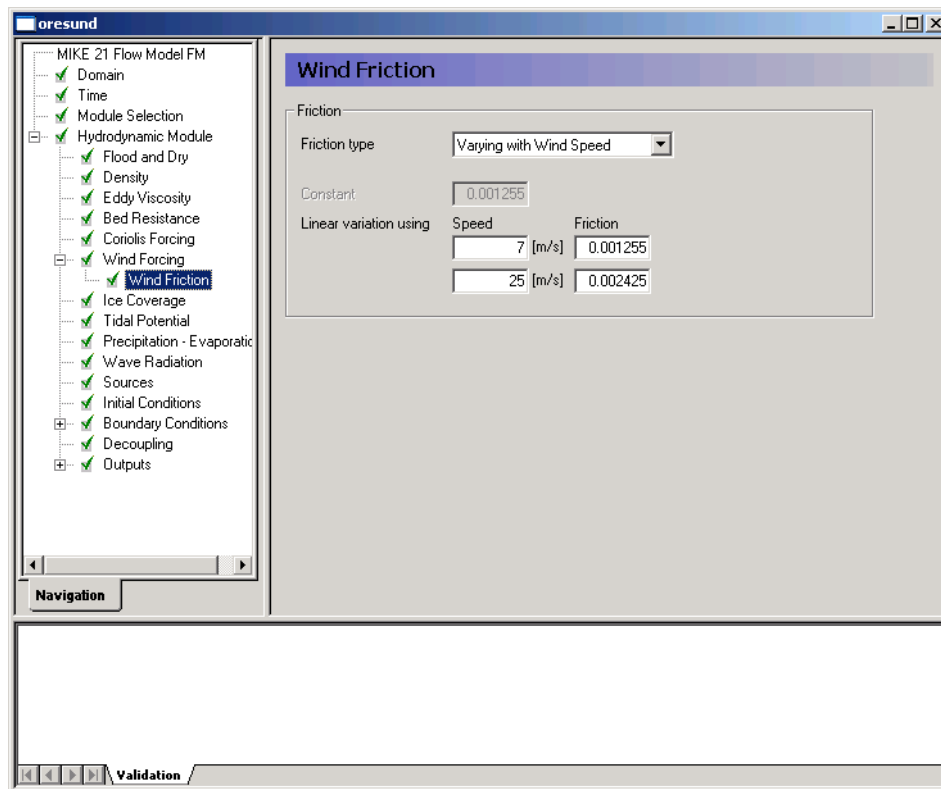 oresund
MIKE 21 Flow Model FM
Domain
Time
Module Selection
Hydrodynamic Module
Flood and Dry
Density
Eddy Viscosity
Bed Resistance
Coriolis Forcing
Wind Forcing
Wind Friction
Ice Coverage
Tidal Potential
Precipitation - Evaporatic
Wave Radiation
Sources
Initial Conditions
Boundary Conditions
Decoupling
Outputs
Navigation
Wind Friction
Friction
Friction type Varying with Wind Speed
Constant 0.001255
Linear variation using Speed Friction
7 [m/s] 0.001255
25 [m/s] 0.002425
Validation